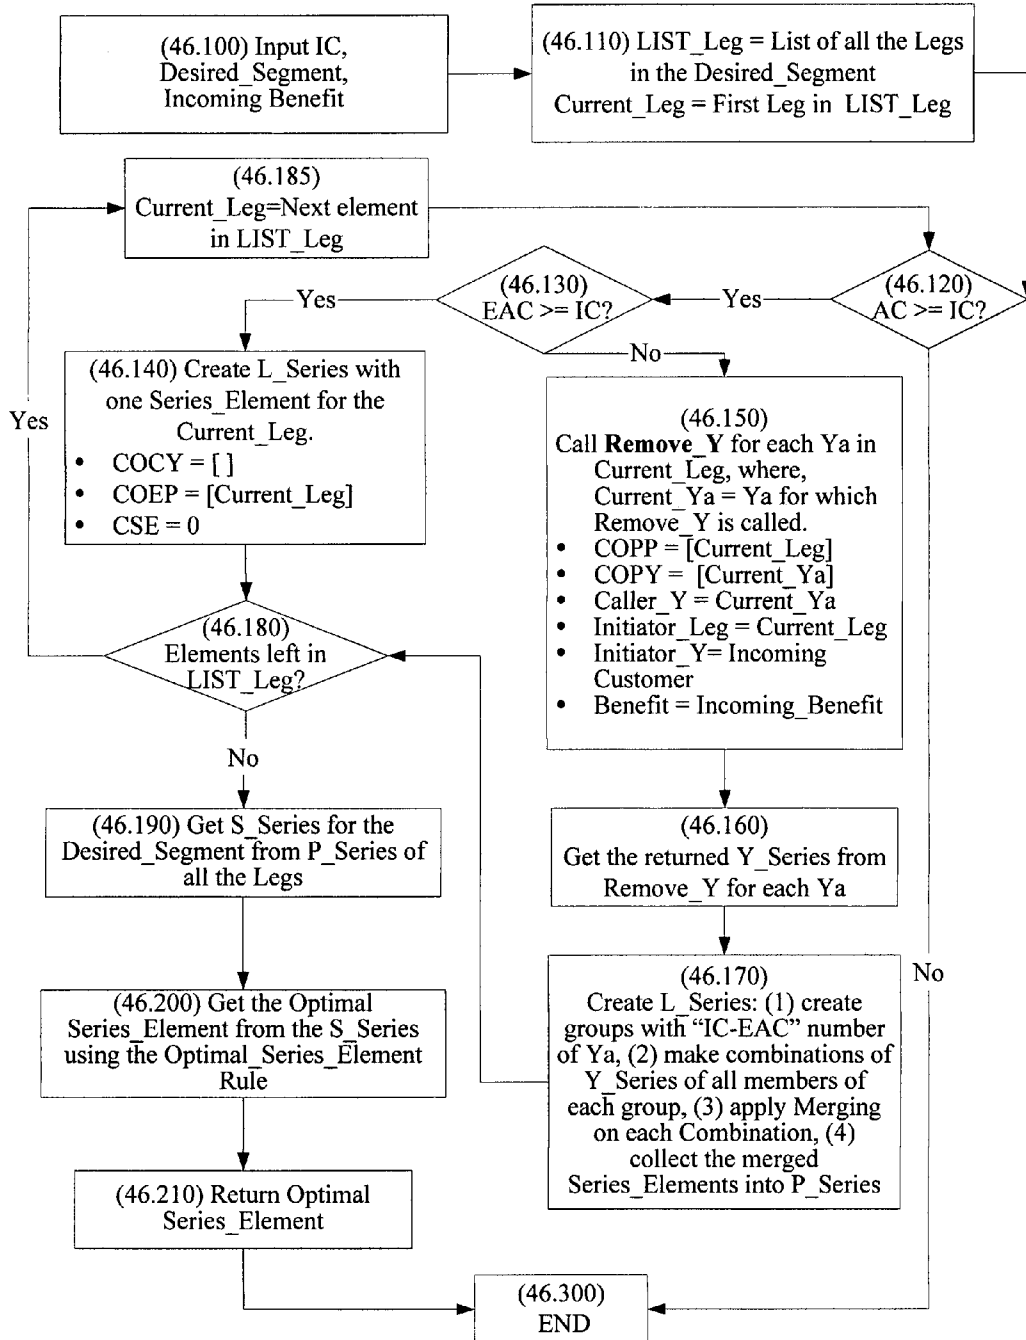 (46.100) Input IC,
Desired_Segment,
Incoming Benefit
(46.110) LIST_Leg = List of all the Legs
in the Desired_Segment
Current_Leg = First Leg in LIST_Leg
(46.185)
Current_Leg=Next element
in LIST_Leg
(46.120)
AC >= IC?
Yes
(46.130)
EAC >= IC?
Yes
No
(46.140) Create L_Series with
one Series_Element for the
Current_Leg.
• COCY = [ ]
• COEP = [Current_Leg]
• CSE = 0
Yes
(46.150)
Call Remove_Y for each Ya in
Current_Leg, where,
Current_Ya = Ya for which
Remove_Y is called.
• COPP = [Current_Leg]
• COPY = [Current_Ya]
• Caller_Y = Current_Ya
• Initiator_Leg = Current_Leg
• Initiator_Y= Incoming
Customer
• Benefit = Incoming_Benefit
(46.180)
Elements left in
LIST_Leg?
No
(46.160)
Get the returned Y_Series from
Remove_Y for each Ya
(46.190) Get S_Series for the
Desired_Segment from P_Series of
all the Legs
(46.170)
Create L_Series: (1) create
groups with “IC-EAC” number
of Ya, (2) make combinations of
Y_Series of all members of
each group, (3) apply Merging
on each Combination, (4)
collect the merged
Series_Elements into P_Series
No
(46.200) Get the Optimal
Series_Element from the S_Series
using the Optimal_Series_Element
Rule
(46.210) Return Optimal
Series_Element
(46.300)
END